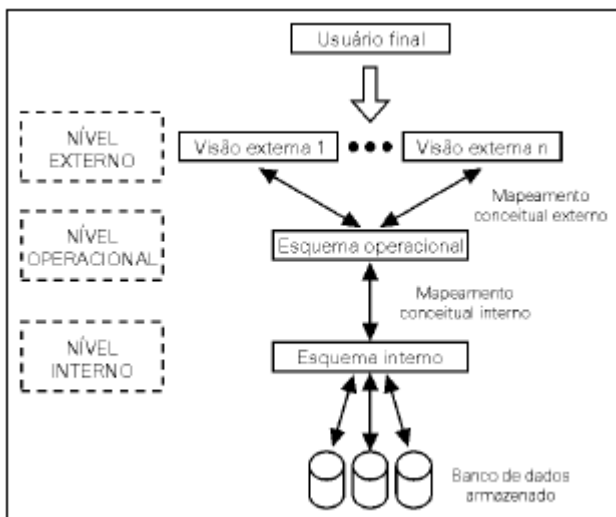 Usuário final
NÍVEL
EXTERNO
Visão externa 1
Visão externa n
Mapeamento
conceitual externo
NÍVEL
OPERACIONAL
Esquema operacional
Mapeamento
conceitual interno
NÍVEL
INTERNO
Esquema interno
Banco de dados
armazenado